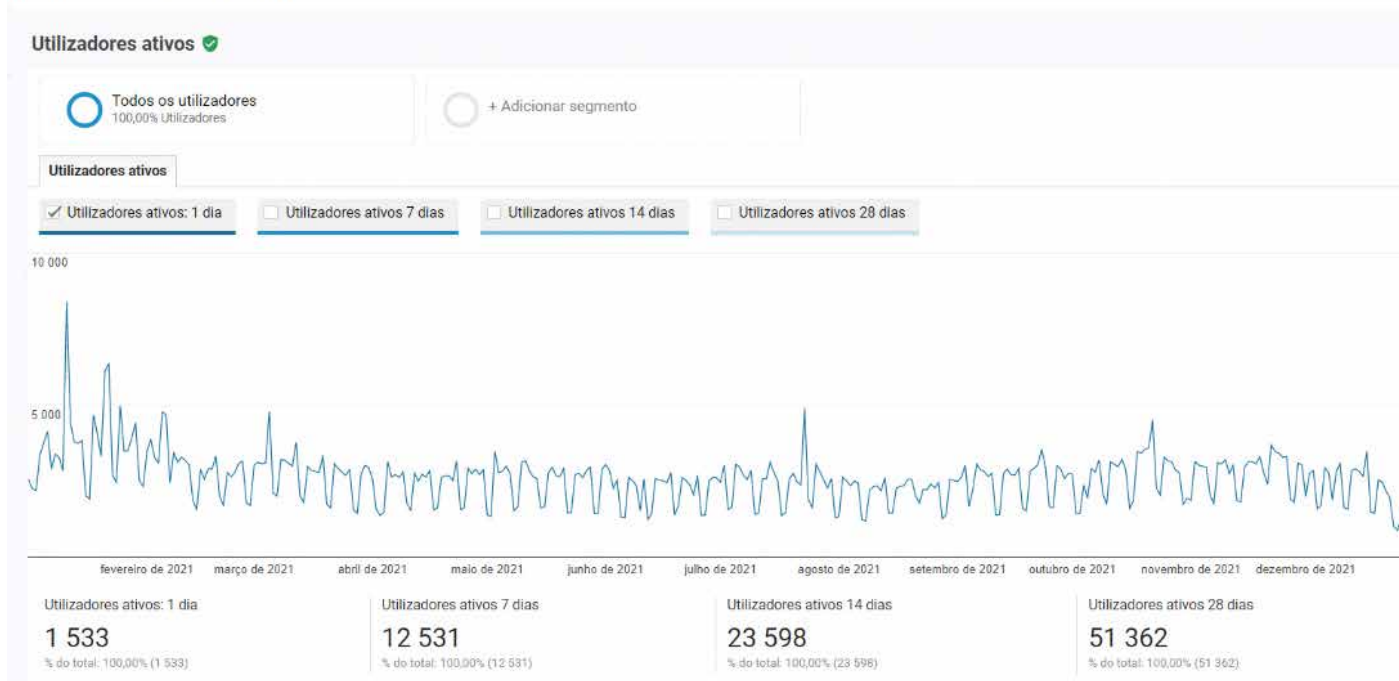 Utilizadores ativos
Todos os utilizadores
100,00% Utilizadores
+ Adicionar segmento
Utilizadores ativos
Utilizadores ativos: 1 dia
Utilizadores ativos 7 dias
Utilizadores ativos 14 dias
Utilizadores ativos 28 dias
10 000
5 000
fevereiro de 2021
março de 2021
abril de 2021
maio de 2021
junho de 2021
julho de 2021
agosto de 2021
setembro de 2021
outubro de 2021
novembro de 2021
dezembro de 2021
Utilizadores ativos: 1 dia
1 533
% do total: 100,00% (1 533)
Utilizadores ativos 7 dias
12 531
% do total: 100,00% (12 531)
Utilizadores ativos 14 dias
23 598
% do total: 100,00% (23 598)
Utilizadores ativos 28 dias
51 362
% do total: 100,00% (51 362)